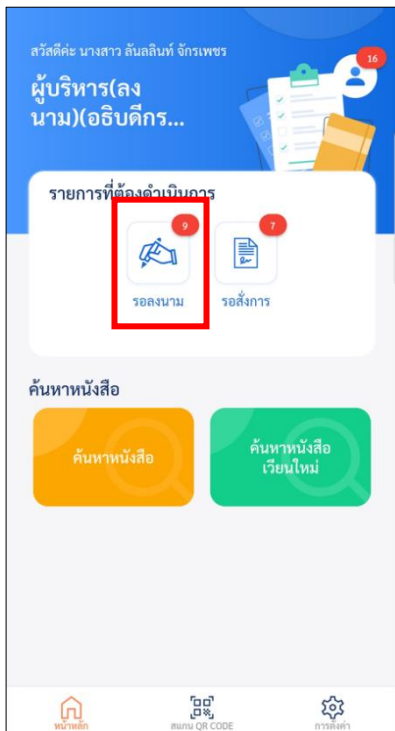 สวัสดีค่ะ นางสาว ลันลลินท์ จักรเพชร
16
ผู้บริหาร(ลง
นาม)(อธิบดีกร...
รายการที่ต้องดำเนินการ
9
7
รอลงนาม
รอสั่งการ
ค้นหาหนังสือ
ค้นหาหนังสือ
ค้นหาหนังสือ
เวียนใหม่
หน้าหลัก
สแกน QR CODE
การตั้งค่า